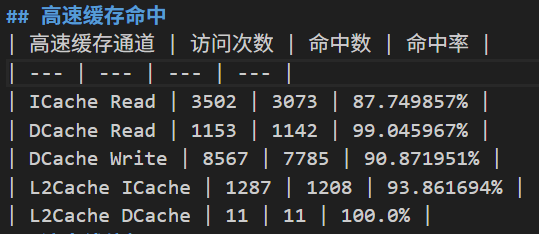 ## 高速缓存命中
| 高速缓存通道 | 访问次数 | 命中数 | 命中率 |
| --- | --- | --- | --- |
| ICache Read | 3502 | 3073 | 87.749857% |
| DCache Read | 1153 | 1142 | 99.045967% |
| DCache Write | 8567 | 7785 | 90.871951% |
| L2Cache ICache | 1287 | 1208 | 93.861694% |
| L2Cache DCache | 11 | 11 | 100.0% |